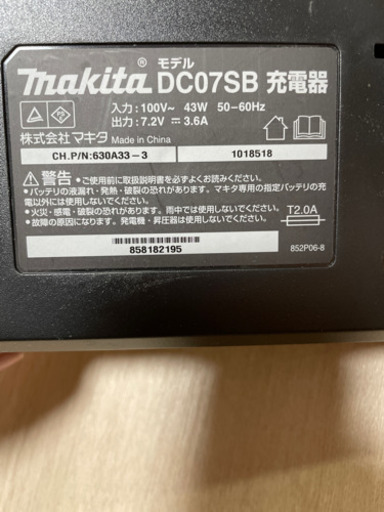 モデル
makita® DC07SB 充電器
入力:100V~ 43W 50−60Hz
出力:7.2V ⎓ 3.6A
株式会社マキタ Made in China
CH.P/N:630A33−3 1018518
⚠警告 ・ご使用前に必ず取扱説明書をよくお読みください。
・バッテリの液漏れ・発熱・破裂の恐れがあります。マキタ専用の指定バッテリの充
電以外には使用しないでください。
・火災・感電・破裂の恐れがあります。雨中では使用しないでください。
・故障の原因になります。発電機・昇圧器は使用しないで
ください。
T2.0A
858182195
852P06-8